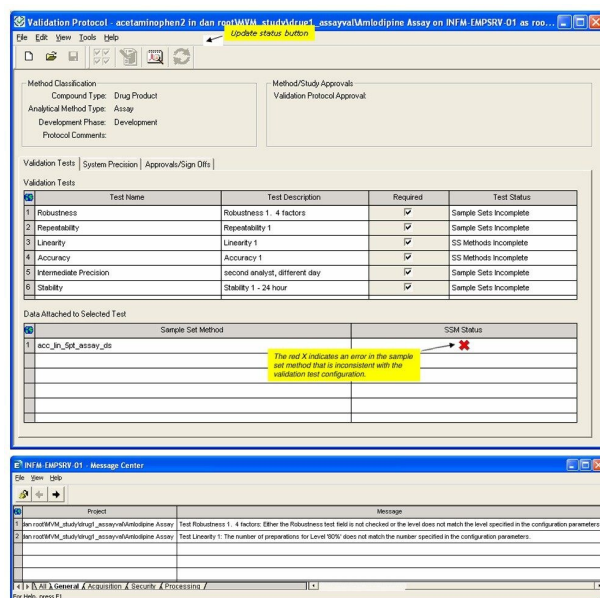 Validation Protocol - acetaminophen2 in dan root\MVM_study\drug1_assayval\Amlodipine Assay on INFM-EMPSRV-01 as roo...
File Edit View Tools Help
Update status button
Method Classification
Compound Type: Drug Product
Analytical Method Type: Assay
Development Phase: Development
Protocol Comments:
Method/Study Approvals
Validation Protocol Approval:
Validation Tests System Precision Approvals/Sign Offs
Validation Tests
Test Name Test Description Required Test Status
1 Robustness Robustness 1. 4 factors Sample Sets Incomplete
2 Repeatability Repeatability 1 Sample Sets Incomplete
3 Linearity Linearity 1 SS Methods Incomplete
4 Accuracy Accuracy 1 SS Methods Incomplete
5 Intermediate Precision second analyst, different day Sample Sets Incomplete
6 Stability Stability 1 - 24 hour Sample Sets Incomplete
Data Attached to Selected Test
Sample Set Method SSM Status
1 acc_lin_5pt_assay_ds
The red X indicates an error in the sample
set method that is inconsistent with the
validation test configuration.
INFM-EMPSRV-01 - Message Center
File View Help
Project Message
1 dan root\MVM_study\drug1_assayval\Amlodipine Assay Test Robustness 1. 4 factors: Either the Robustness test field is not checked or the level does not match the level specified in the configuration parameters
2 dan root\MVM_study\drug1_assayval\Amlodipine Assay Test Linearity 1: The number of preparations for Level '80%' does not match the number specified in the configuration parameters.
All General Acquisition Security Processing
For Help, press F1